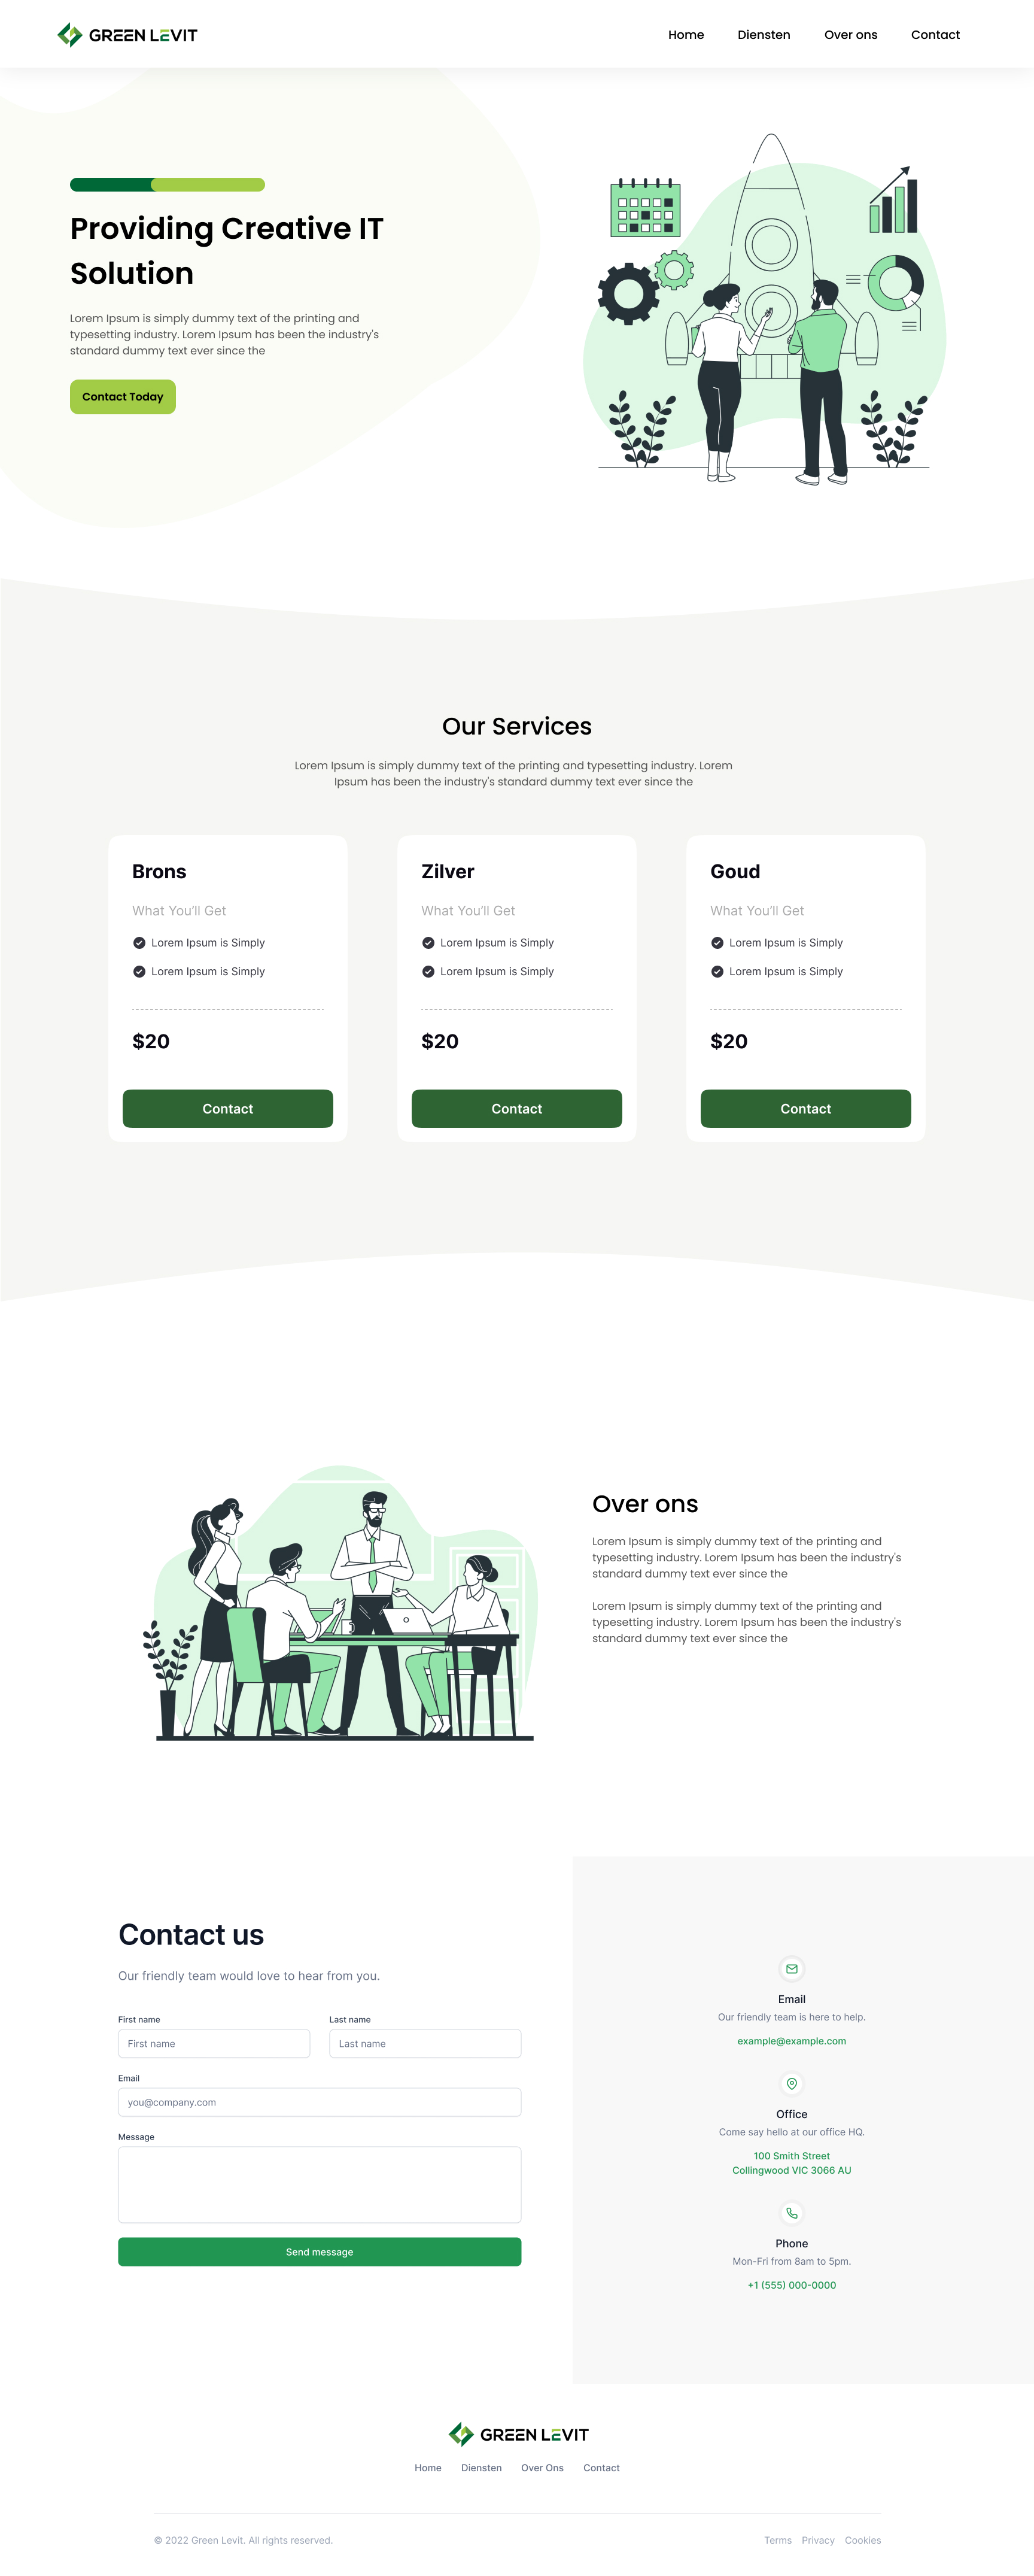 GREEN LEVIT
Home Diensten Over ons Contact
Providing Creative IT
Solution
Lorem Ipsum is simply dummy text of the printing and
typesetting industry. Lorem Ipsum has been the industry's
standard dummy text ever since the
Contact Today
Our Services
Lorem Ipsum is simply dummy text of the printing and typesetting industry. Lorem
Ipsum has been the industry's standard dummy text ever since the
Brons
What You'll Get
Lorem Ipsum is Simply
Lorem Ipsum is Simply
$20
Contact
Zilver
What You'll Get
Lorem Ipsum is Simply
Lorem Ipsum is Simply
$20
Contact
Goud
What You'll Get
Lorem Ipsum is Simply
Lorem Ipsum is Simply
$20
Contact
Over ons
Lorem Ipsum is simply dummy text of the printing and
typesetting industry. Lorem Ipsum has been the industry's
standard dummy text ever since the
Lorem Ipsum is simply dummy text of the printing and
typesetting industry. Lorem Ipsum has been the industry's
standard dummy text ever since the
Contact us
Our friendly team would love to hear from you.
First name
First name
Last name
Last name
Email
you@company.com
Message
Send message
Email
Our friendly team is here to help.
example@example.com
Office
Come say hello at our office HQ.
100 Smith Street
Collingwood VIC 3066 AU
Phone
Mon-Fri from 8am to 5pm.
+1 (555) 000-0000
GREEN LEVIT
Home Diensten Over Ons Contact
© 2022 Green Levit. All rights reserved.
Terms Privacy Cookies